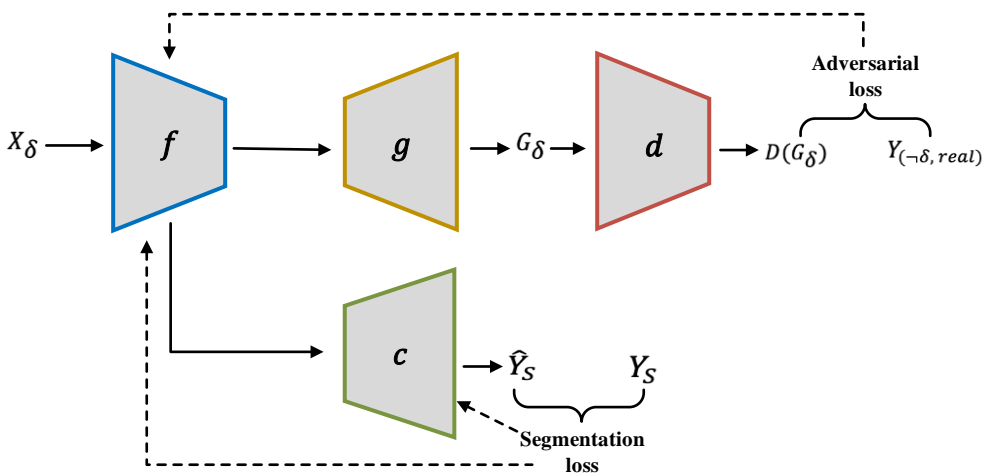 Adversarial
loss
X_δ f g G_δ d D(G_δ) Y_(¬δ, real)
c Ŷ_S Y_S
Segmentation
loss